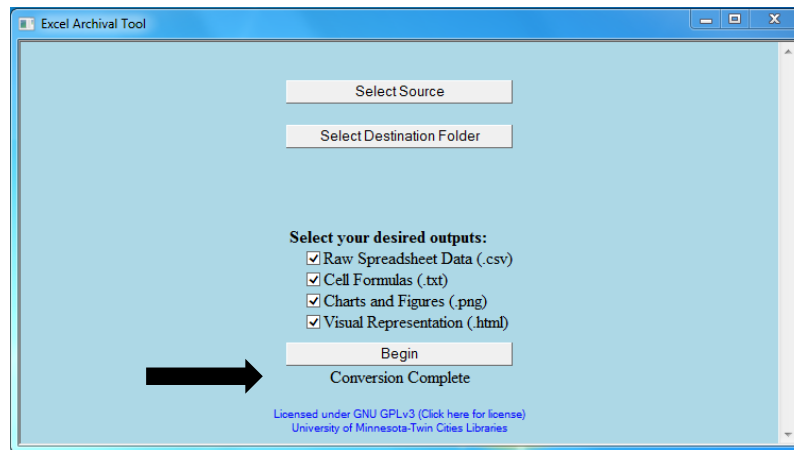 Excel Archival Tool
Select Source
Select Destination Folder
Select your desired outputs:
Raw Spreadsheet Data (.csv)
Cell Formulas (.txt)
Charts and Figures (.png)
Visual Representation (.html)
Begin
Conversion Complete
Licensed under GNU GPLv3 (Click here for license)
University of Minnesota-Twin Cities Libraries